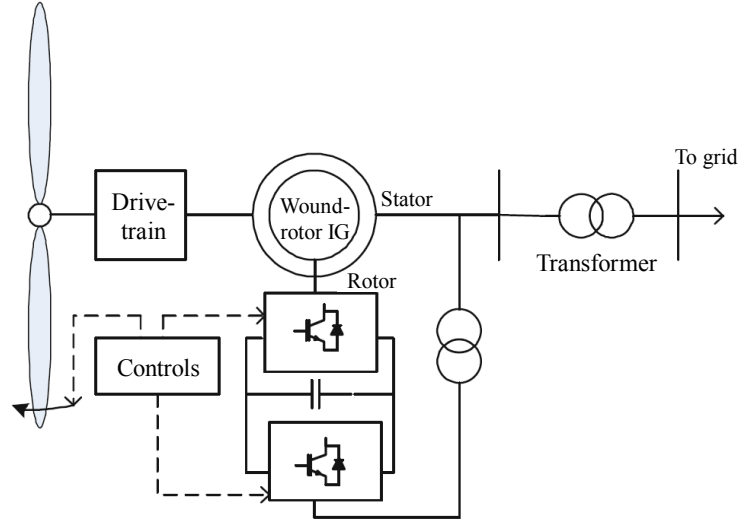 To grid
Drive-
train
Wound-
rotor IG
Stator
Transformer
Rotor
Controls